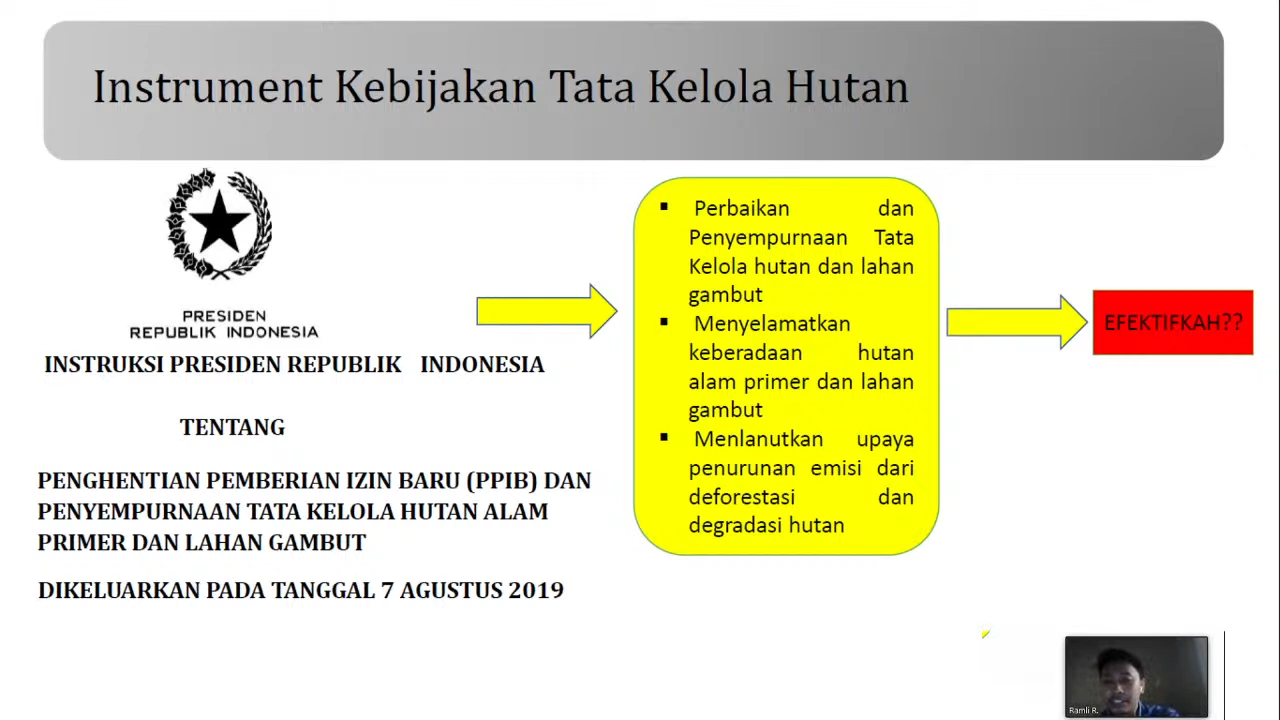 Instrument Kebijakan Tata Kelola Hutan
PRESIDEN
REPUBLIK INDONESIA
INSTRUKSI PRESIDEN REPUBLIK INDONESIA
TENTANG
PENGHENTIAN PEMBERIAN IZIN BARU (PPIB) DAN
PENYEMPURNAAN TATA KELOLA HUTAN ALAM
PRIMER DAN LAHAN GAMBUT
DIKELUARKAN PADA TANGGAL 7 AGUSTUS 2019
▪ Perbaikan dan
Penyempurnaan Tata
Kelola hutan dan lahan
gambut
▪ Menyelamatkan
keberadaan hutan
alam primer dan lahan
gambut
▪ Menlanutkan upaya
penurunan emisi dari
deforestasi dan
degradasi hutan
EFEKTIFKAH??
Ramli R.